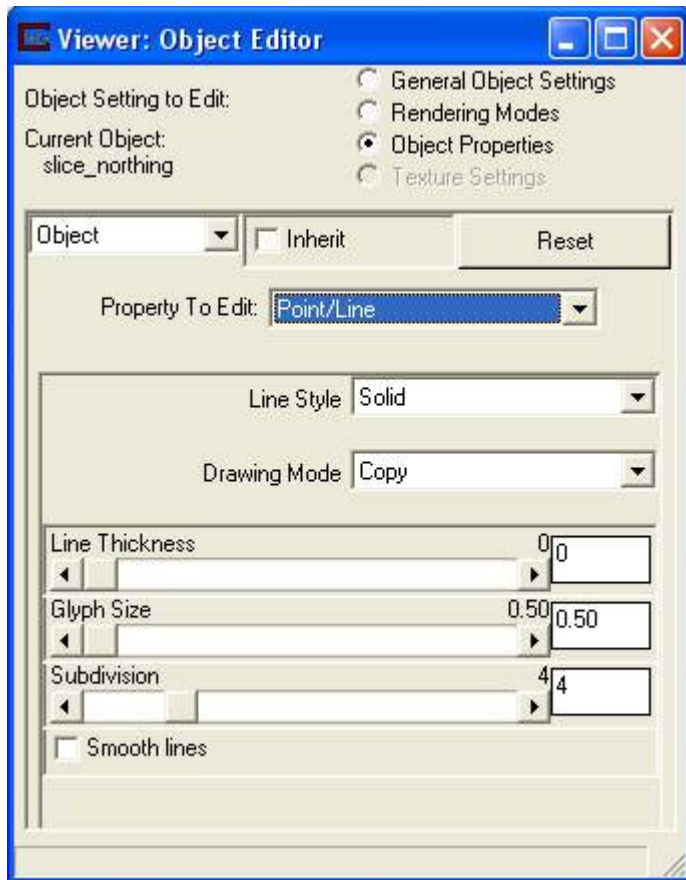 Viewer: Object Editor
Object Setting to Edit:
General Object Settings
Rendering Modes
Current Object:
slice_northing
Object Properties
Texture Settings
Object
Inherit
Reset
Property To Edit: Point/Line
Line Style Solid
Drawing Mode Copy
Line Thickness 0 0
Glyph Size 0.50 0.50
Subdivision 4 4
Smooth lines